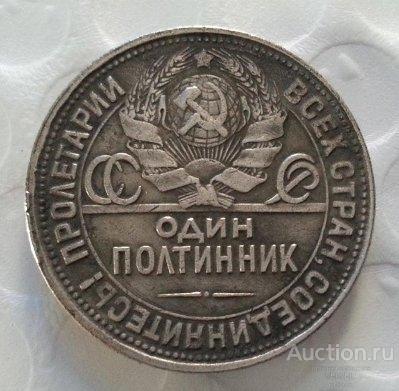 ПРОЛЕТАРИИ ВСЕХ СТРАН, СОЕДИНЯЙТЕСЬ!
СССР
ОДИН
ПОЛТИННИК
Auction.ru